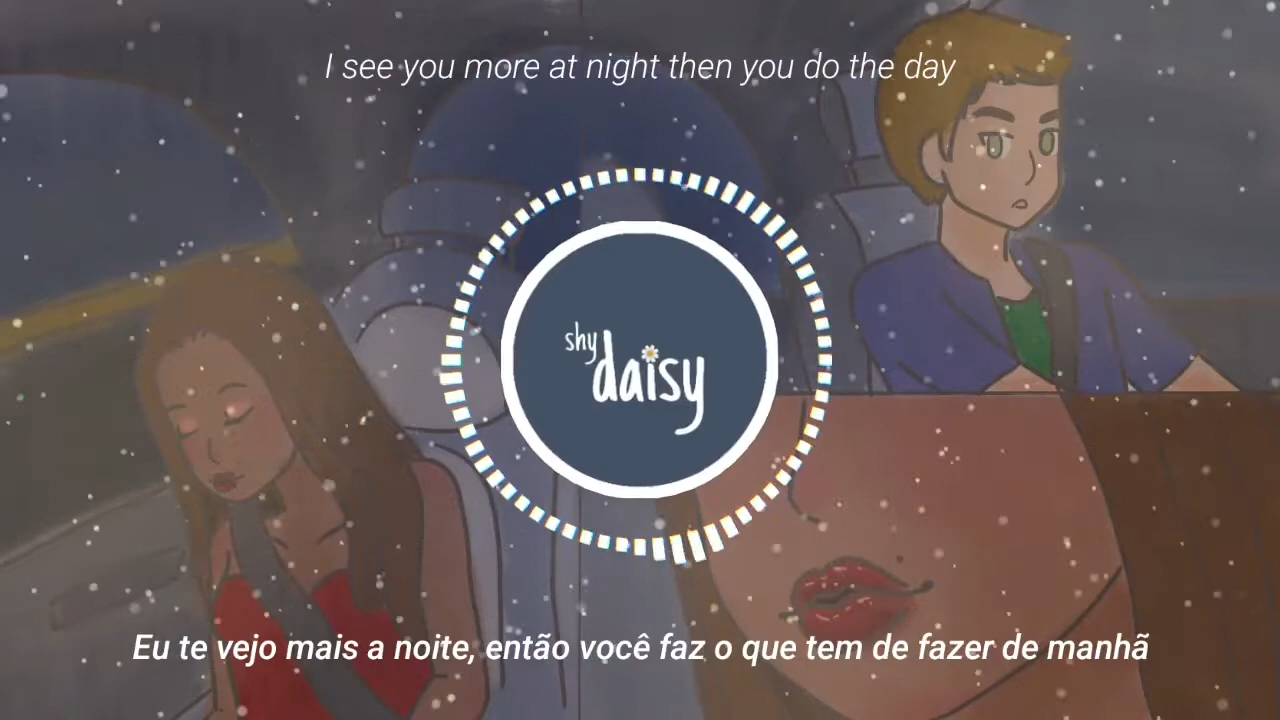 I see you more at night then you do the day
shy
daisy
Eu te vejo mais a noite, então você faz o que tem de fazer de manhã